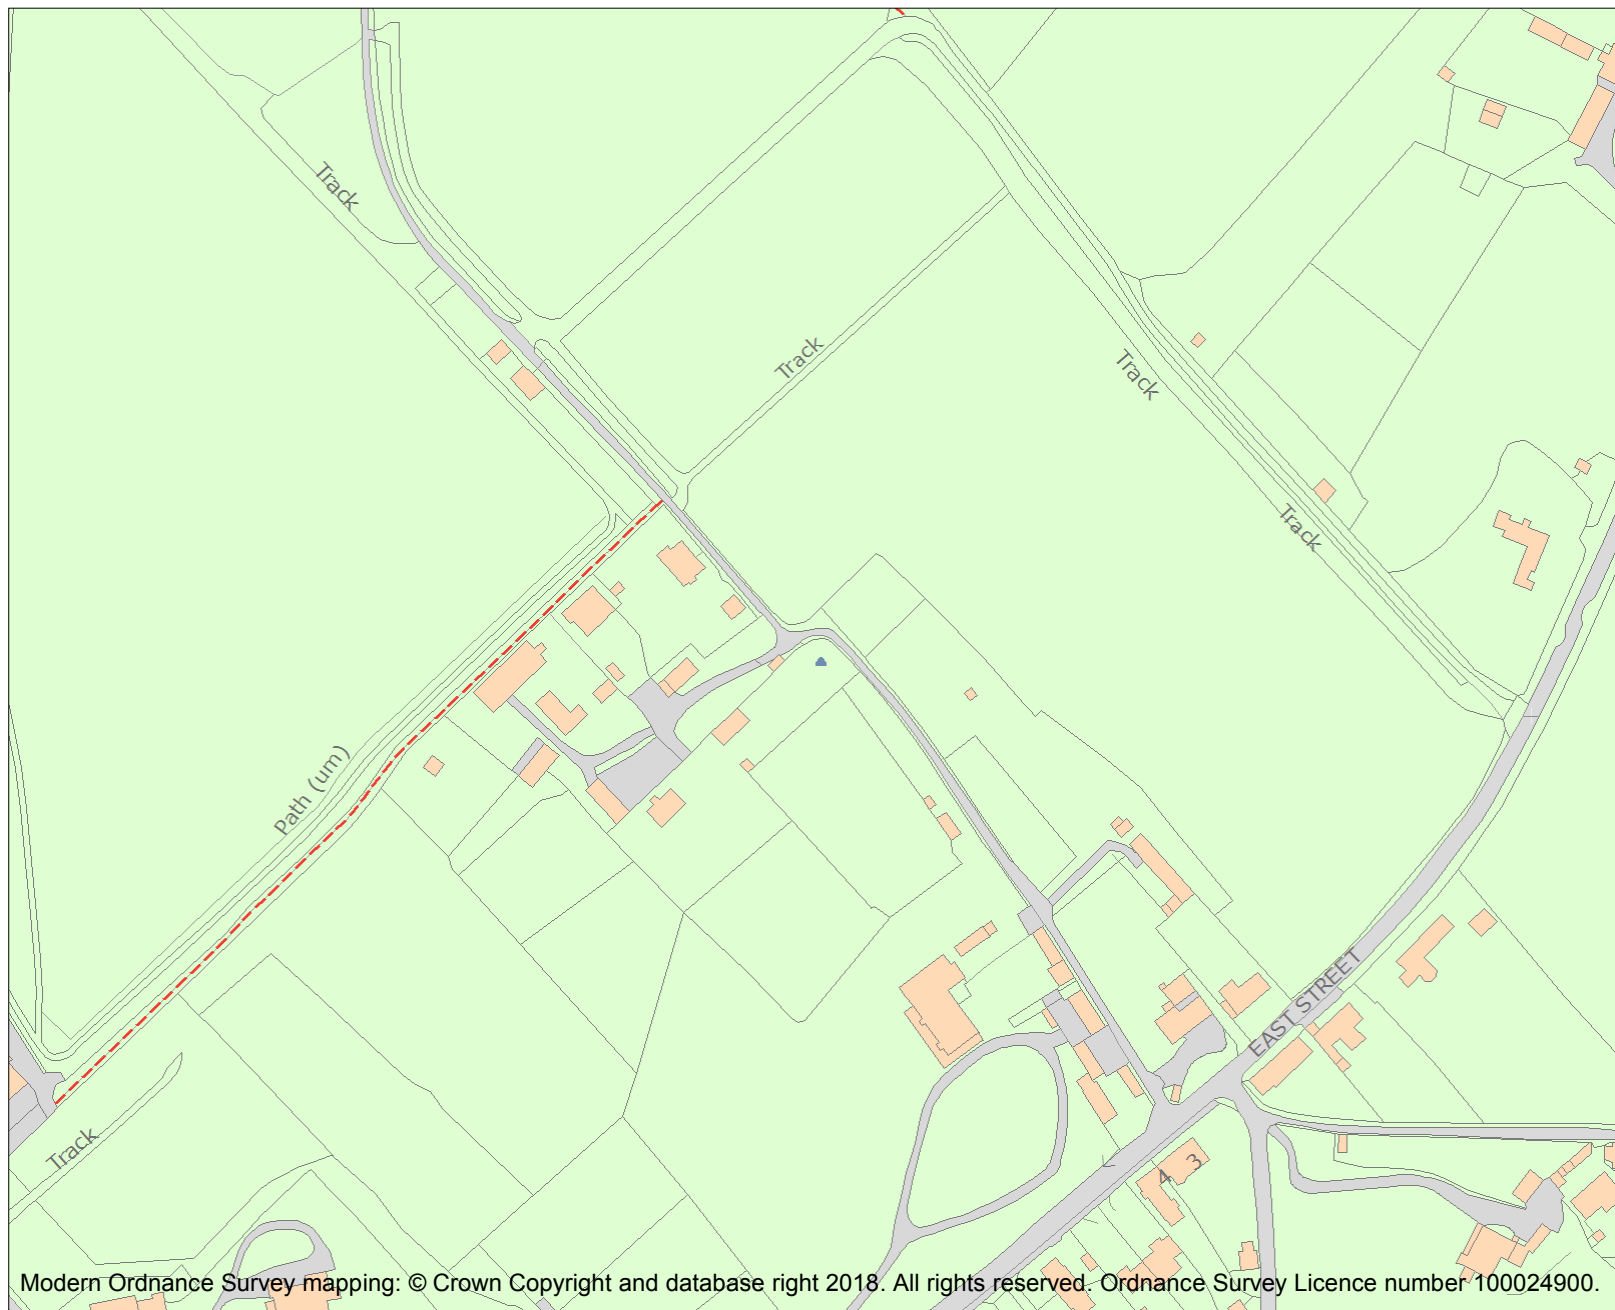 Track
Track
Track
Track
Path (um)
EAST STREET
Track
4
3
Modern Ordnance Survey mapping: © Crown Copyright and database right 2018. All rights reserved. Ordnance Survey Licence number 100024900.